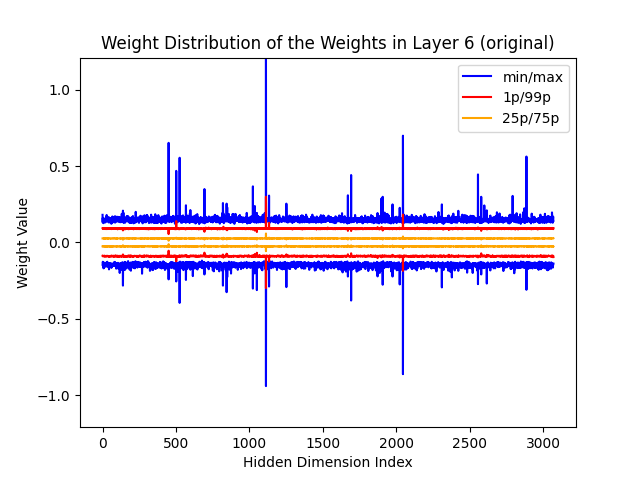 Weight Distribution of the Weights in Layer 6 (original)
min/max
1p/99p
25p/75p
1.0
0.5
0.0
−0.5
−1.0
Weight Value
0 500 1000 1500 2000 2500 3000
Hidden Dimension Index